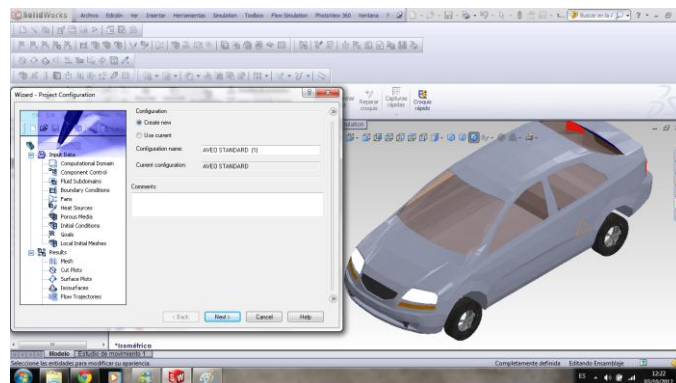 SolidWorks Archivo Edición Ver Insertar Herramientas Simulation Toolbox Flow Simulation PhotoView 360 Ventana ?
Wizard - Project Configuration
Configuration
Create new
Use current
Configuration name: AVEO STANDARD (1)
Current configuration: AVEO STANDARD
Comments:
Input Data
Computational Domain
Component Control
Fluid Subdomains
Boundary Conditions
Fans
Heat Sources
Porous Media
Initial Conditions
Goals
Local Initial Meshes
Results
Mesh
Cut Plots
Surface Plots
Isosurfaces
Flow Trajectories
< Back Next > Cancel Help
Reparar croquis
Capturas rápidas
Croquis rápido
*Isométrica
Modelo Estudio de movimiento 1
Seleccione las entidades para modificar su apariencia. Completamente definida Editando Ensamblaje
ES 12:22
03/10/2012